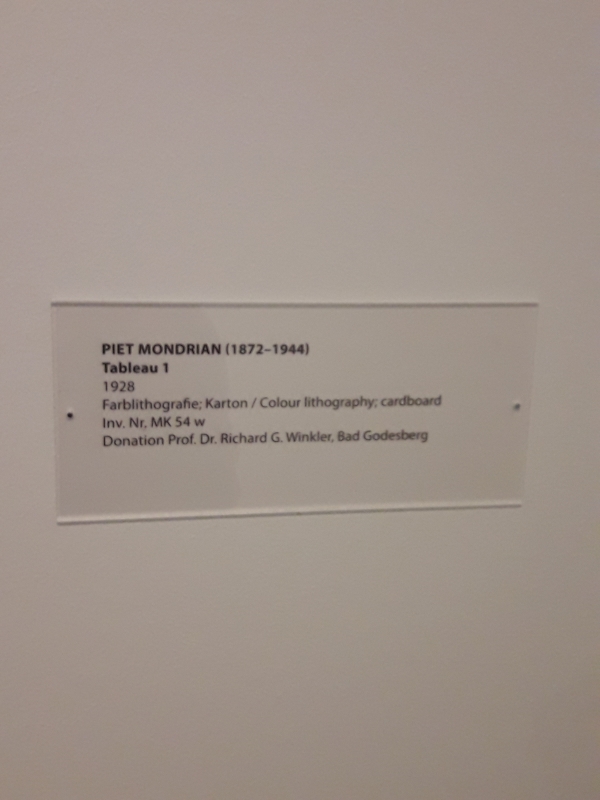 PIET MONDRIAN (1872–1944)
Tableau 1
1928
Farblithografie; Karton / Colour lithography; cardboard
Inv. Nr. MK 54 w
Donation Prof. Dr. Richard G. Winkler, Bad Godesberg